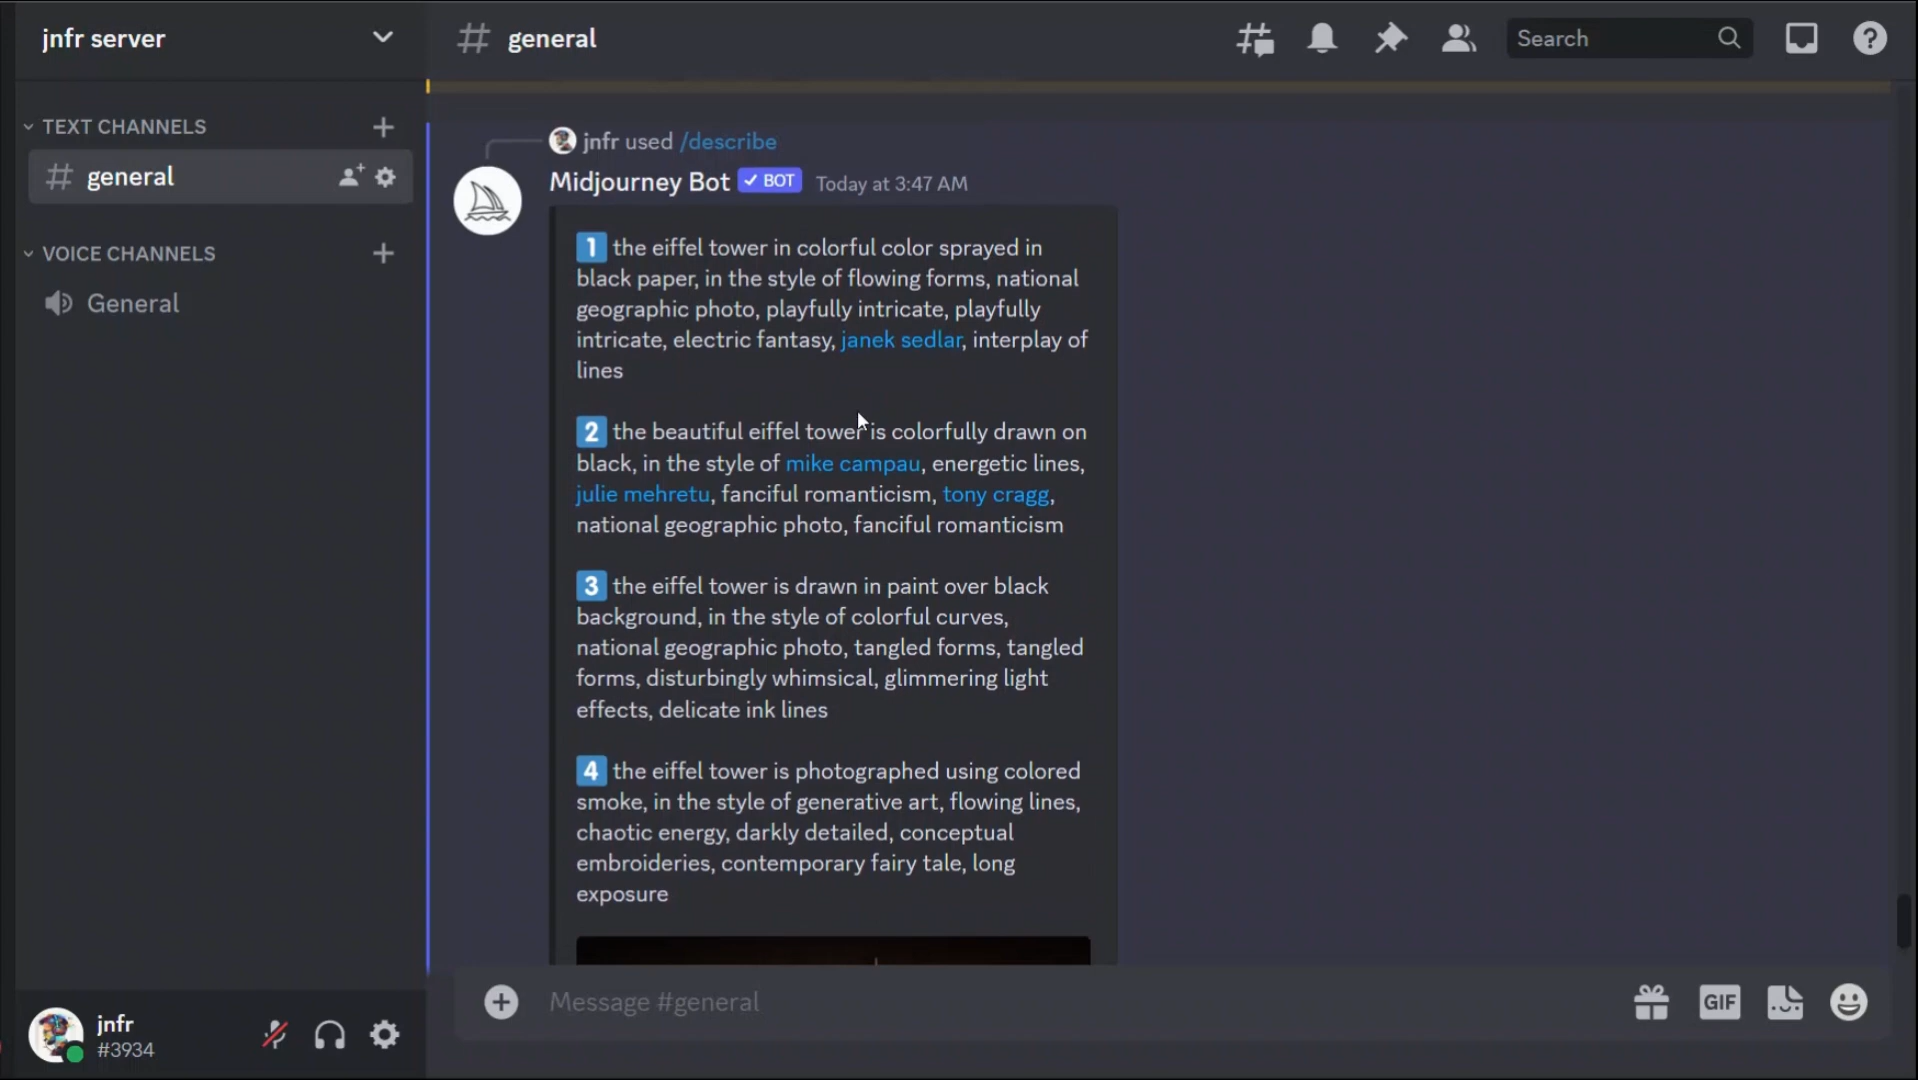 jnfr server
# general
Search
TEXT CHANNELS
# general
VOICE CHANNELS
General
jnfr used /describe
Midjourney Bot BOT Today at 3:47 AM
1 the eiffel tower in colorful color sprayed in
black paper, in the style of flowing forms, national
geographic photo, playfully intricate, playfully
intricate, electric fantasy, janek sedlar, interplay of
lines
2 the beautiful eiffel tower is colorfully drawn on
black, in the style of mike campau, energetic lines,
julie mehretu, fanciful romanticism, tony cragg,
national geographic photo, fanciful romanticism
3 the eiffel tower is drawn in paint over black
background, in the style of colorful curves,
national geographic photo, tangled forms, tangled
forms, disturbingly whimsical, glimmering light
effects, delicate ink lines
4 the eiffel tower is photographed using colored
smoke, in the style of generative art, flowing lines,
chaotic energy, darkly detailed, conceptual
embroideries, contemporary fairy tale, long
exposure
Message #general
GIF
jnfr
#3934